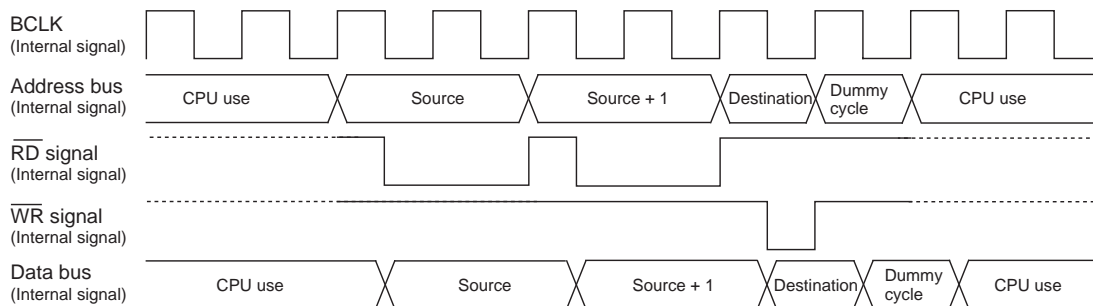 BCLK
(Internal signal)
Address bus
(Internal signal)
CPU use
Source
Source + 1
Destination
Dummy
cycle
CPU use
RD signal
(Internal signal)
WR signal
(Internal signal)
Data bus
(Internal signal)
CPU use
Source
Source + 1
Destination
Dummy
cycle
CPU use